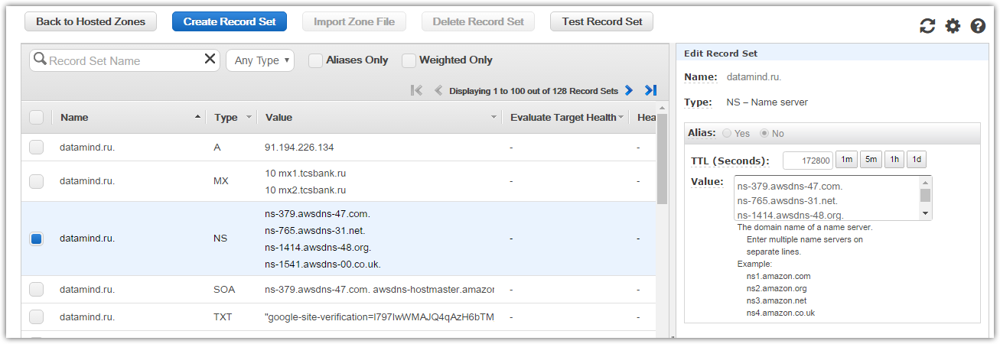 Back to Hosted Zones Create Record Set Import Zone File Delete Record Set Test Record Set
Record Set Name Any Type Aliases Only Weighted Only
Displaying 1 to 100 out of 128 Record Sets
Name Type Value Evaluate Target Health Hea
datamind.ru. A 91.194.226.134 - -
datamind.ru. MX 10 mx1.tcsbank.ru - -
10 mx2.tcsbank.ru
datamind.ru. NS ns-379.awsdns-47.com. - -
ns-765.awsdns-31.net.
ns-1414.awsdns-48.org.
ns-1541.awsdns-00.co.uk.
datamind.ru. SOA ns-379.awsdns-47.com. awsdns-hostmaster.amazor - -
datamind.ru. TXT "google-site-verification=I797IwWMAJQ4qAzH6bTM - -
Edit Record Set
Name: datamind.ru.
Type: NS – Name server
Alias: Yes No
TTL (Seconds): 172800 1m 5m 1h 1d
Value: ns-379.awsdns-47.com.
ns-765.awsdns-31.net.
ns-1414.awsdns-48.org.
The domain name of a name server.
Enter multiple name servers on
separate lines.
Example:
ns1.amazon.com
ns2.amazon.org
ns3.amazon.net
ns4.amazon.co.uk